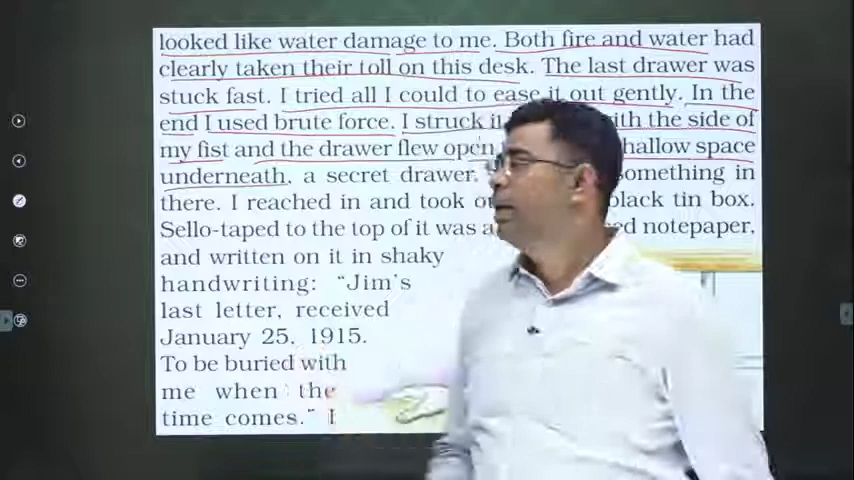 looked like water damage to me. Both fire and water had
clearly taken their toll on this desk. The last drawer was
stuck fast. I tried all I could to ease it out gently. In the
end I used brute force. I struck it with the side of
my fist and the drawer flew open hallow space
underneath, a secret drawer. something in
there. I reached in and took black tin box.
Sello-taped to the top of it was a notepaper,
and written on it in shaky
handwriting: “Jim's
last letter, received
January 25, 1915.
To be buried with
me when the
time comes.” I